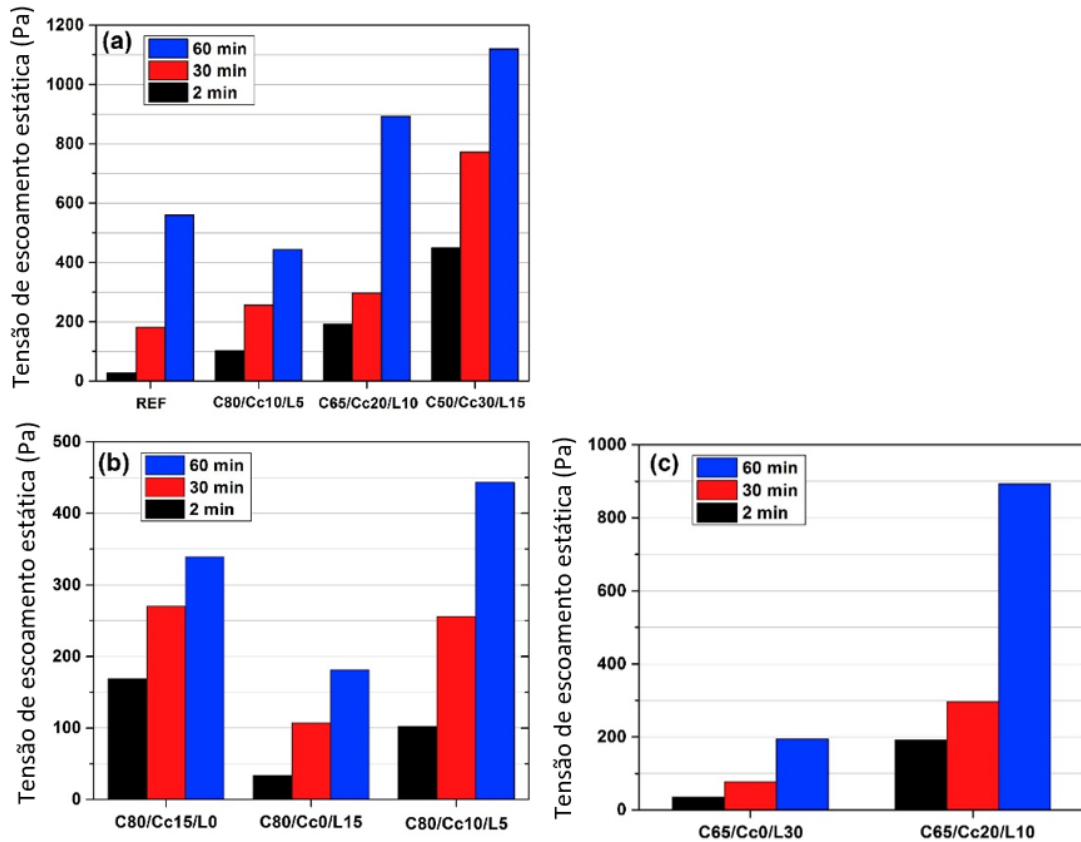 Tensão de escoamento estática (Pa)
(a)
60 min
30 min
2 min
1200
1000
800
600
400
200
0
REF
C80/Cc10/L5
C65/Cc20/L10
C50/Cc30/L15
Tensão de escoamento estática (Pa)
(b)
60 min
30 min
2 min
500
400
300
200
100
0
C80/Cc15/L0
C80/Cc0/L15
C80/Cc10/L5
Tensão de escoamento estática (Pa)
(c)
60 min
30 min
2 min
1000
800
600
400
200
0
C65/Cc0/L30
C65/Cc20/L10